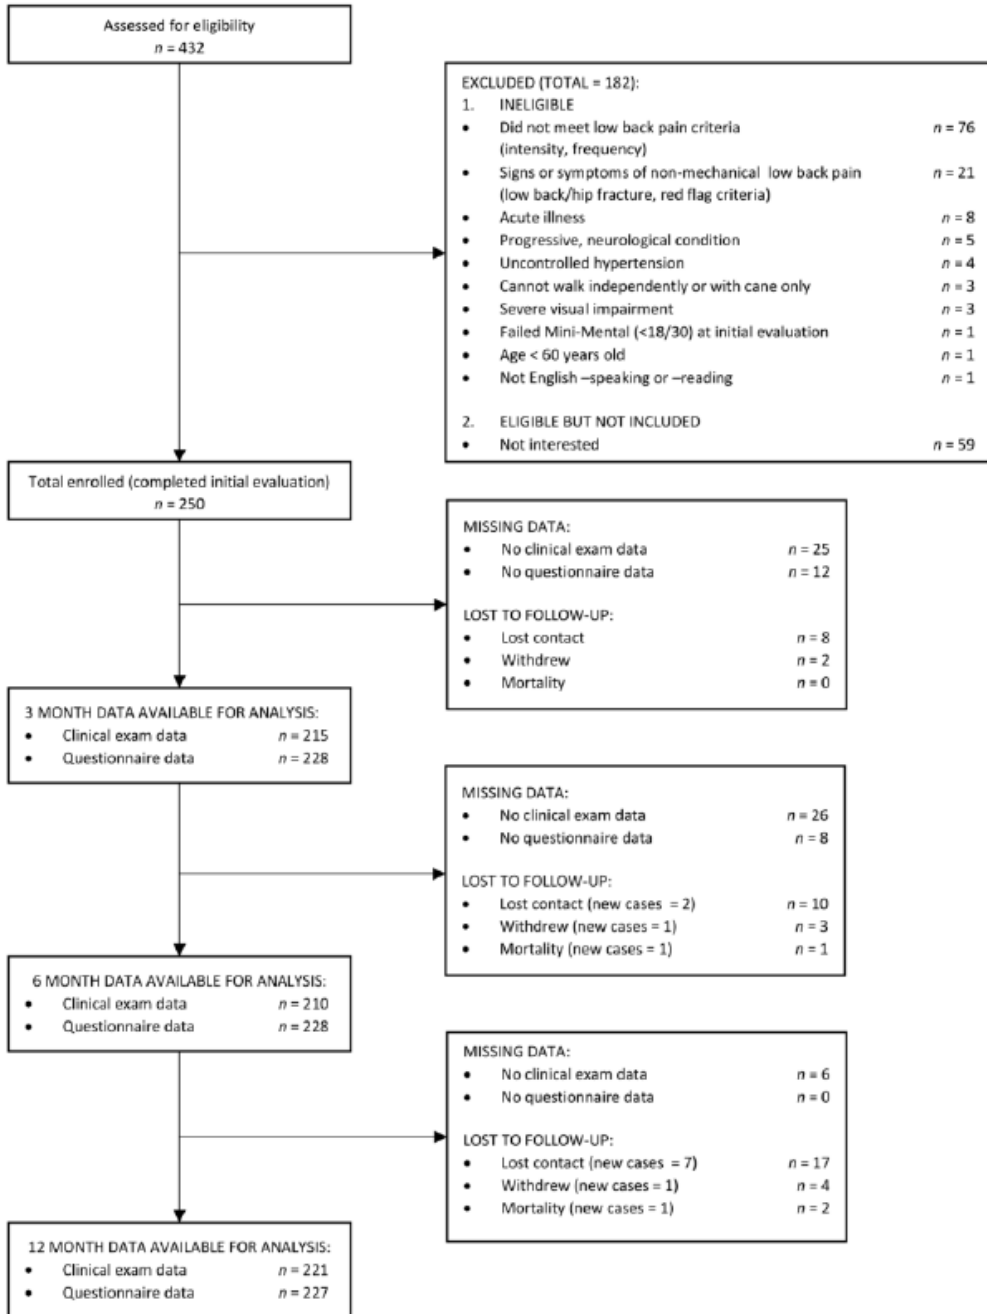 Assessed for eligibility
n = 432
EXCLUDED (TOTAL = 182):
1. INELIGIBLE
• Did not meet low back pain criteria n = 76
(intensity, frequency)
• Signs or symptoms of non-mechanical low back pain n = 21
(low back/hip fracture, red flag criteria)
• Acute illness n = 8
• Progressive, neurological condition n = 5
• Uncontrolled hypertension n = 4
• Cannot walk independently or with cane only n = 3
• Severe visual impairment n = 3
• Failed Mini-Mental (<18/30) at initial evaluation n = 1
• Age < 60 years old n = 1
• Not English –speaking or –reading n = 1
2. ELIGIBLE BUT NOT INCLUDED
• Not interested n = 59
Total enrolled (completed initial evaluation)
n = 250
MISSING DATA:
• No clinical exam data n = 25
• No questionnaire data n = 12
LOST TO FOLLOW-UP:
• Lost contact n = 8
• Withdrew n = 2
• Mortality n = 0
3 MONTH DATA AVAILABLE FOR ANALYSIS:
• Clinical exam data n = 215
• Questionnaire data n = 228
MISSING DATA:
• No clinical exam data n = 26
• No questionnaire data n = 8
LOST TO FOLLOW-UP:
• Lost contact (new cases = 2) n = 10
• Withdrew (new cases = 1) n = 3
• Mortality (new cases = 1) n = 1
6 MONTH DATA AVAILABLE FOR ANALYSIS:
• Clinical exam data n = 210
• Questionnaire data n = 228
MISSING DATA:
• No clinical exam data n = 6
• No questionnaire data n = 0
LOST TO FOLLOW-UP:
• Lost contact (new cases = 7) n = 17
• Withdrew (new cases = 1) n = 4
• Mortality (new cases = 1) n = 2
12 MONTH DATA AVAILABLE FOR ANALYSIS:
• Clinical exam data n = 221
• Questionnaire data n = 227